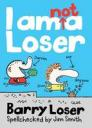 I am not a
Loser
Barry Loser
Spellchecked by Jim Smith